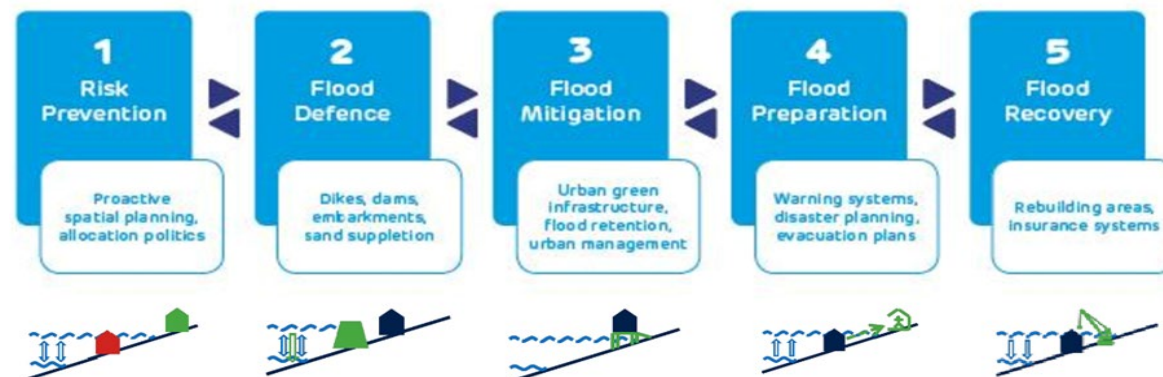 1
Risk
Prevention
Proactive
spatial planning,
allocation politics
2
Flood
Defence
Dikes, dams,
embarkments,
sand suppletion
3
Flood
Mitigation
Urban green
infrastructure,
flood retention,
urban management
4
Flood
Preparation
Warning systems,
disaster planning,
evacuation plans
5
Flood
Recovery
Rebuilding areas,
insurance systems